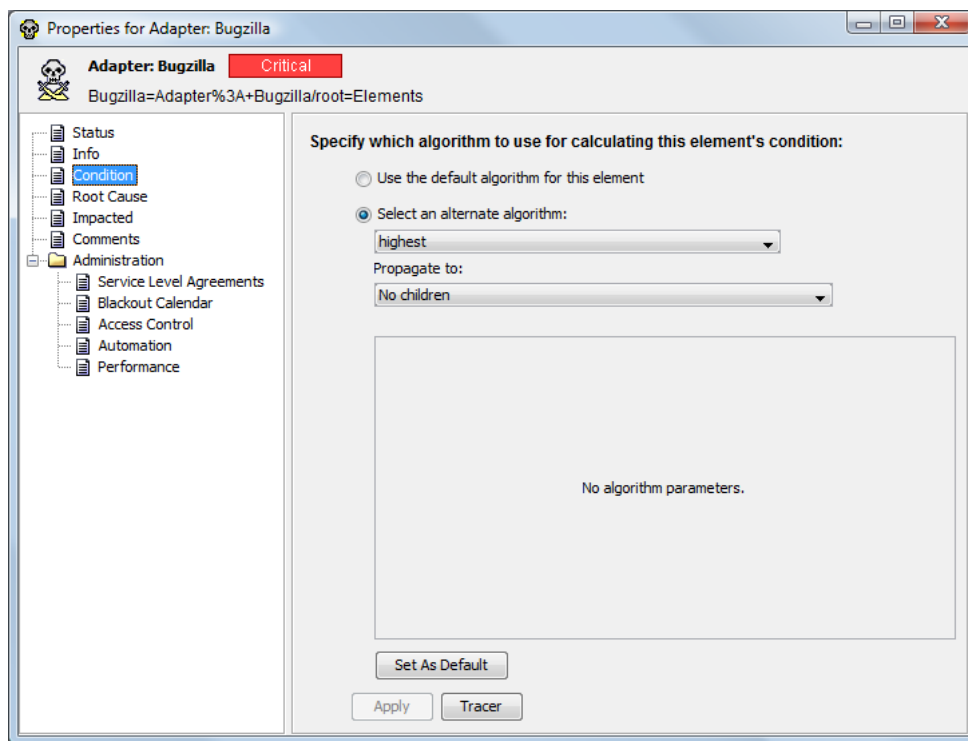 Properties for Adapter: Bugzilla
Adapter: Bugzilla Critical
Bugzilla=Adapter%3A+Bugzilla/root=Elements
Status
Info
Condition
Root Cause
Impacted
Comments
Administration
Service Level Agreements
Blackout Calendar
Access Control
Automation
Performance
Specify which algorithm to use for calculating this element's condition:
Use the default algorithm for this element
Select an alternate algorithm:
highest
Propagate to:
No children
No algorithm parameters.
Set As Default
Apply Tracer